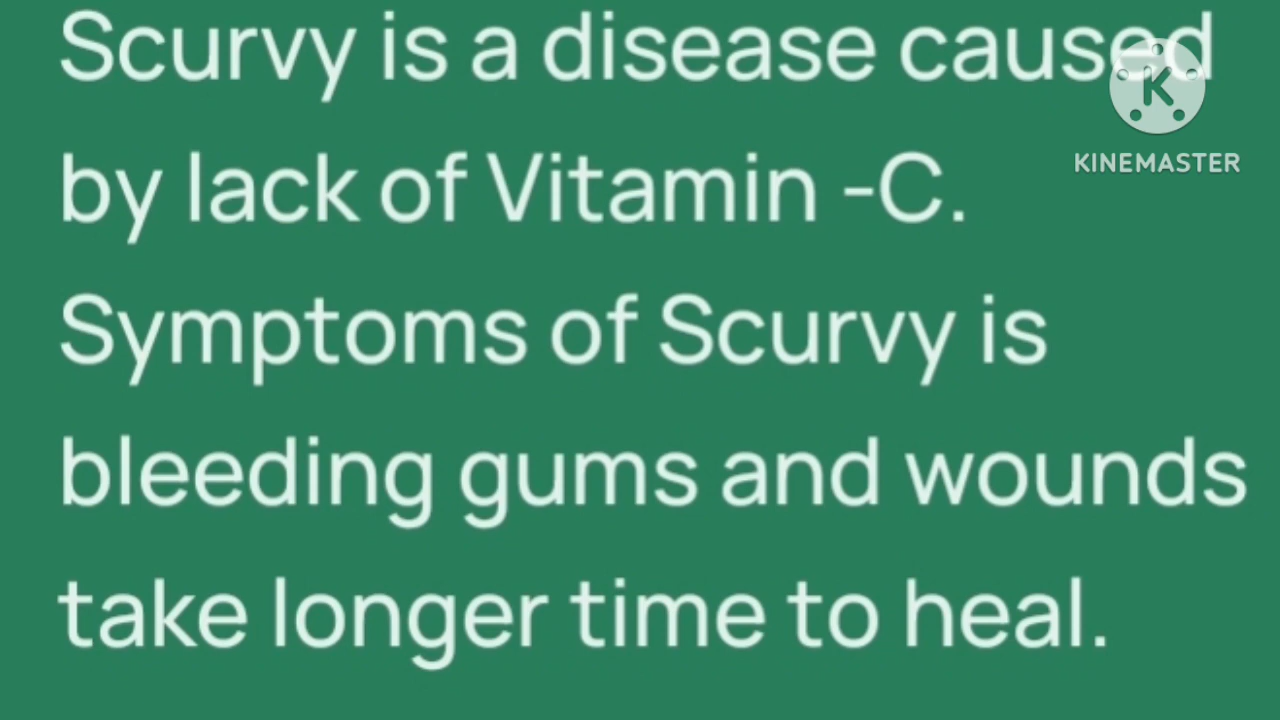 Scurvy is a disease caused
by lack of Vitamin -C.
Symptoms of Scurvy is
bleeding gums and wounds
take longer time to heal.
K
KINEMASTER